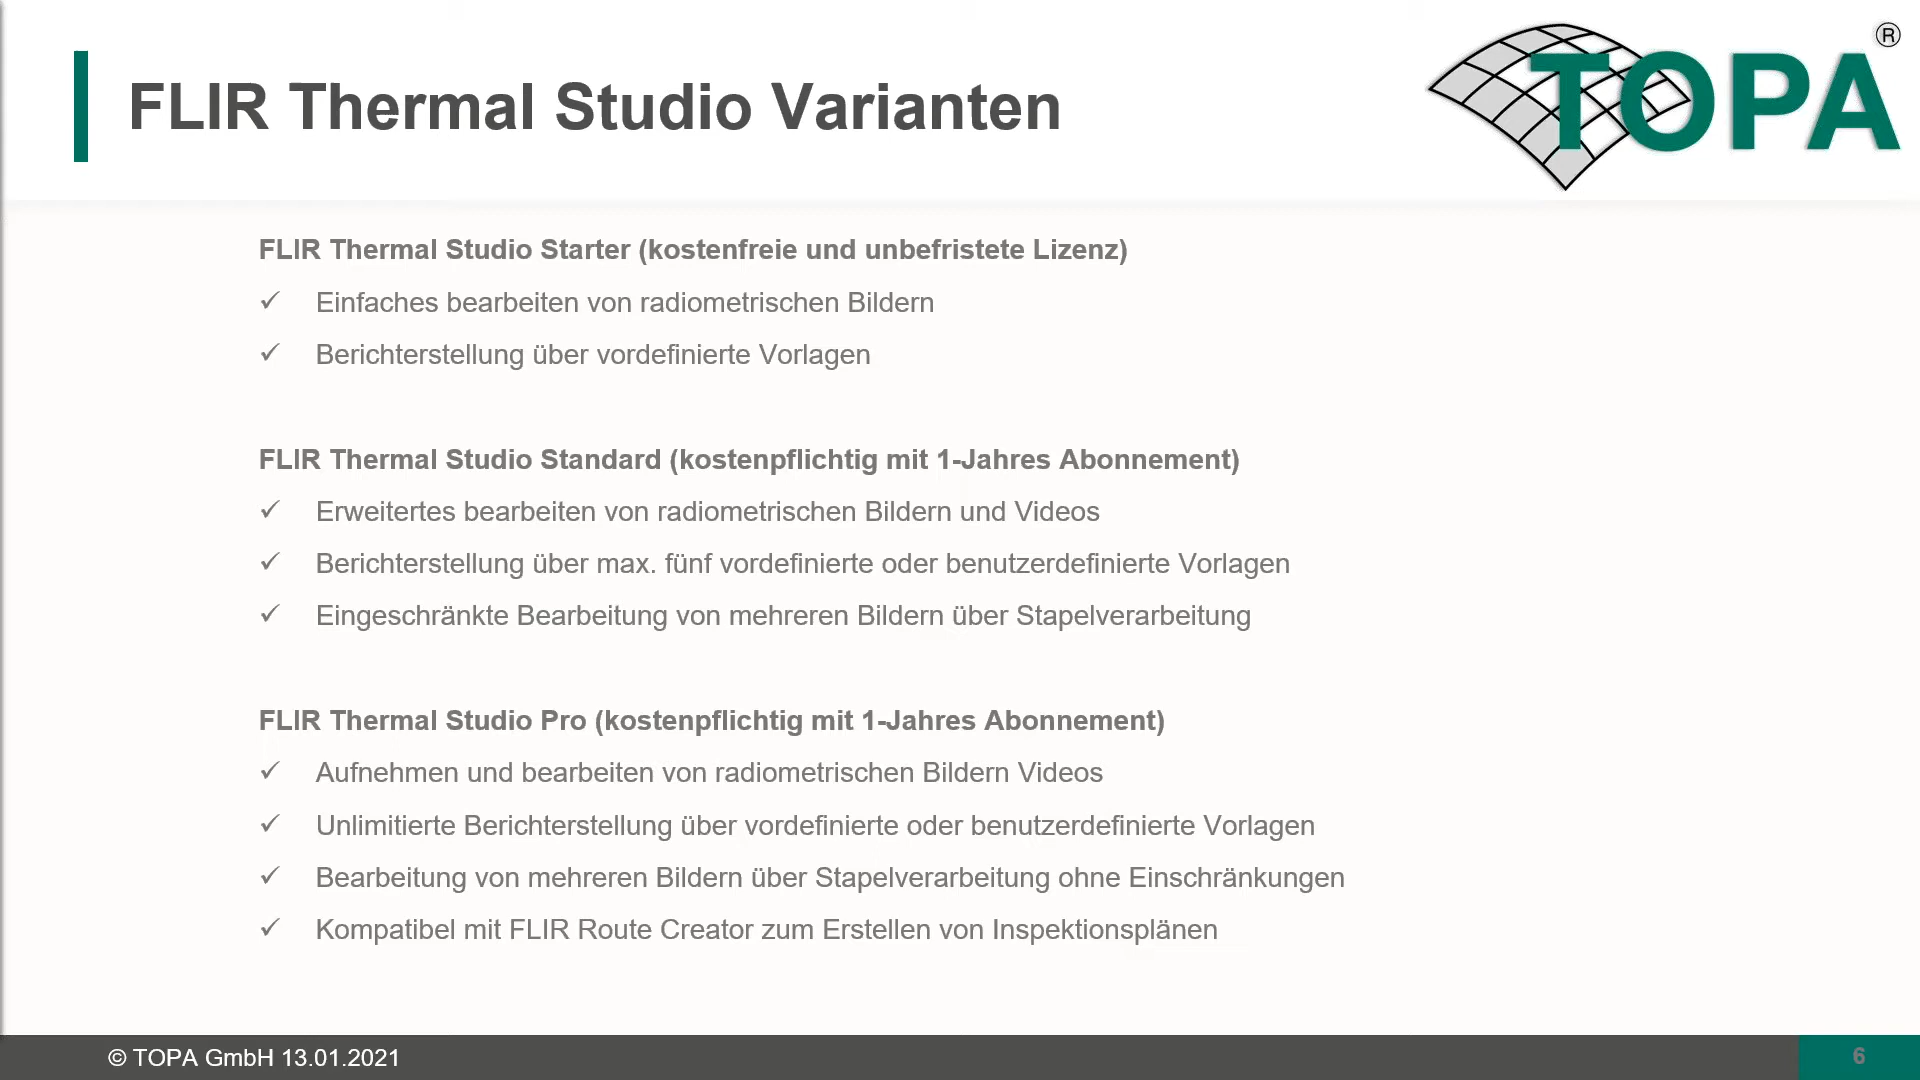 FLIR Thermal Studio Varianten
TOPA
®
FLIR Thermal Studio Starter (kostenfreie und unbefristete Lizenz)
✓ Einfaches bearbeiten von radiometrischen Bildern
✓ Berichterstellung über vordefinierte Vorlagen
FLIR Thermal Studio Standard (kostenpflichtig mit 1-Jahres Abonnement)
✓ Erweitertes bearbeiten von radiometrischen Bildern und Videos
✓ Berichterstellung über max. fünf vordefinierte oder benutzerdefinierte Vorlagen
✓ Eingeschränkte Bearbeitung von mehreren Bildern über Stapelverarbeitung
FLIR Thermal Studio Pro (kostenpflichtig mit 1-Jahres Abonnement)
✓ Aufnehmen und bearbeiten von radiometrischen Bildern Videos
✓ Unlimitierte Berichterstellung über vordefinierte oder benutzerdefinierte Vorlagen
✓ Bearbeitung von mehreren Bildern über Stapelverarbeitung ohne Einschränkungen
✓ Kompatibel mit FLIR Route Creator zum Erstellen von Inspektionsplänen
© TOPA GmbH 13.01.2021
6